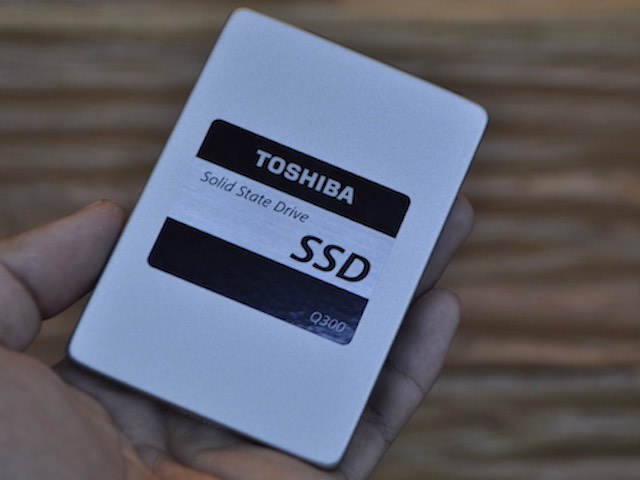 TOSHIBA
Solid State Drive
SSD
Q300